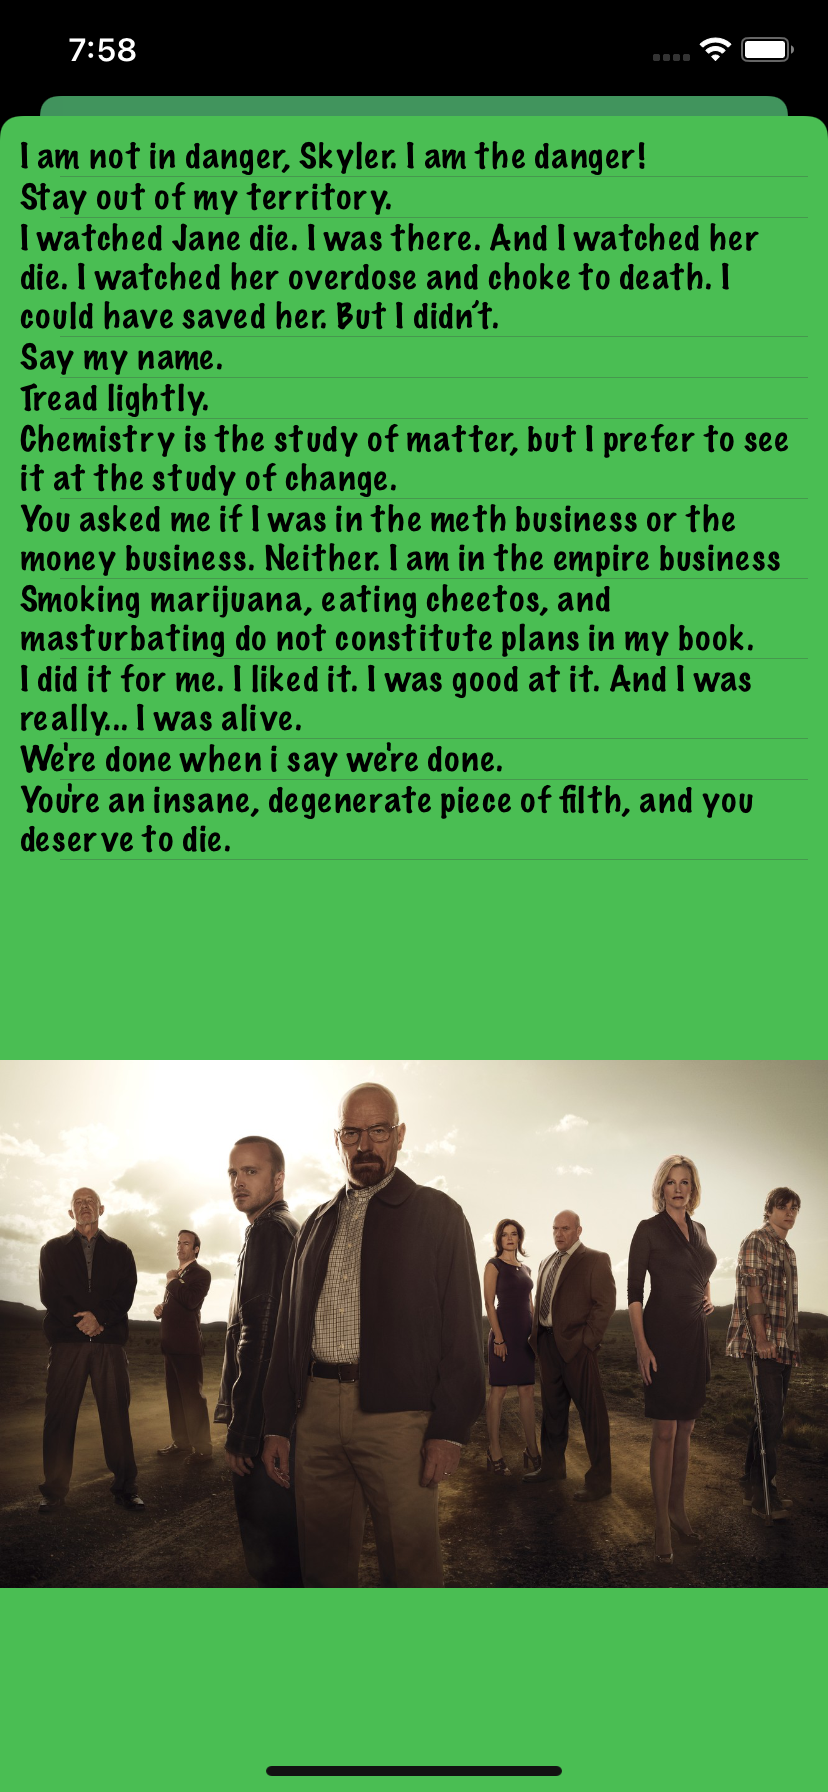 7:58
I am not in danger, Skyler. I am the danger!
Stay out of my territory.
I watched Jane die. I was there. And I watched her
die. I watched her overdose and choke to death. I
could have saved her. But I didn’t.
Say my name.
Tread lightly.
Chemistry is the study of matter, but I prefer to see
it at the study of change.
You asked me if I was in the meth business or the
money business. Neither. I am in the empire business
Smoking marijuana, eating cheetos, and
masturbating do not constitute plans in my book.
I did it for me. I liked it. I was good at it. And I was
really... I was alive.
We're done when i say we're done.
You're an insane, degenerate piece of filth, and you
deserve to die.